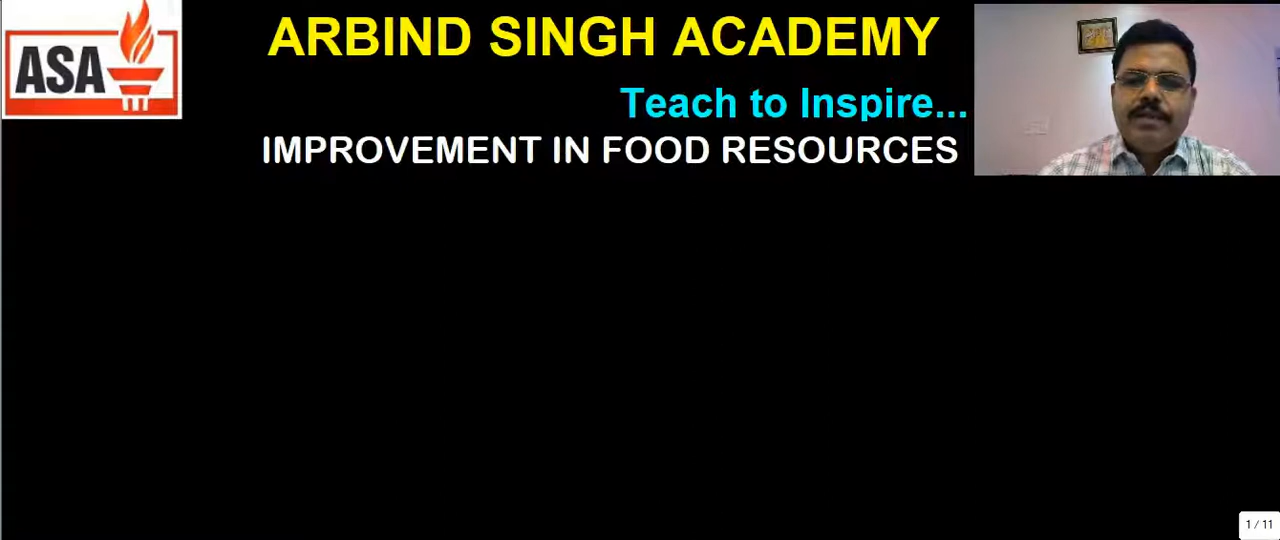 ARBIND SINGH ACADEMY
ASA
Teach to Inspire...
IMPROVEMENT IN FOOD RESOURCES
1 / 11